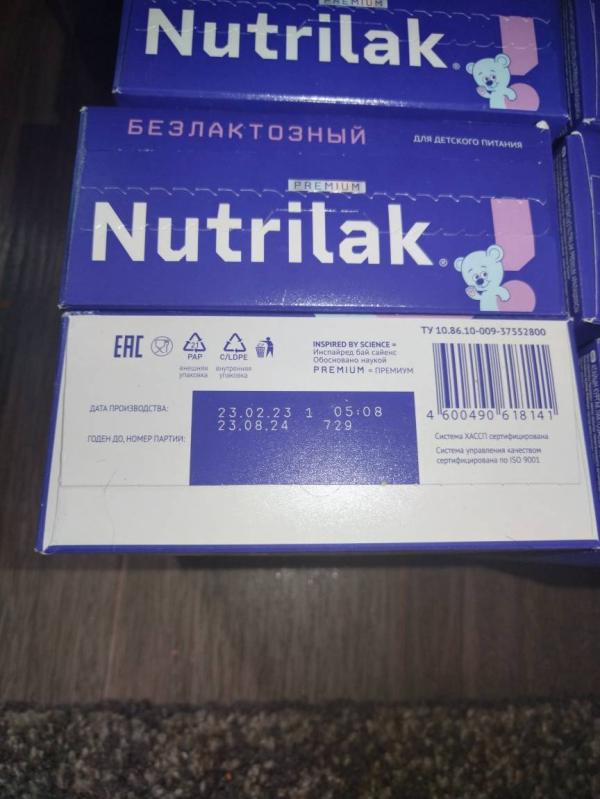 PREMIUM
Nutrilak®
БЕЗЛАКТОЗНЫЙ
ДЛЯ ДЕТСКОГО ПИТАНИЯ
PREMIUM
Nutrilak®
ТУ 10.86.10-009-37552800
EAC
21
PAP
внешняя
упаковка
C/LDPE
внутренняя
упаковка
INSPIRED BY SCIENCE =
Инспайред бай сайенс
Обосновано наукой
PREMIUM = ПРЕМИУМ
ДАТА ПРОИЗВОДСТВА:
23.02.23 1 05:08
ГОДЕН ДО, НОМЕР ПАРТИИ:
23.08.24 729
4 600490 618141
Система ХАССП сертифицирована
Система управления качеством
сертифицирована по ISO 9001